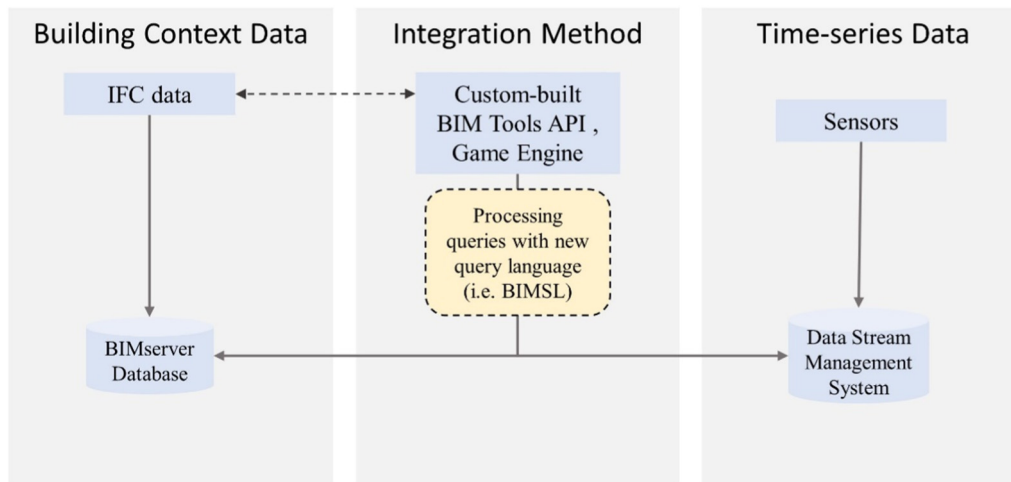 Building Context Data
IFC data
BIMserver
Database
Integration Method
Custom-built
BIM Tools API ,
Game Engine
Processing
queries with new
query language
(i.e. BIMSL)
Time-series Data
Sensors
Data Stream
Management
System